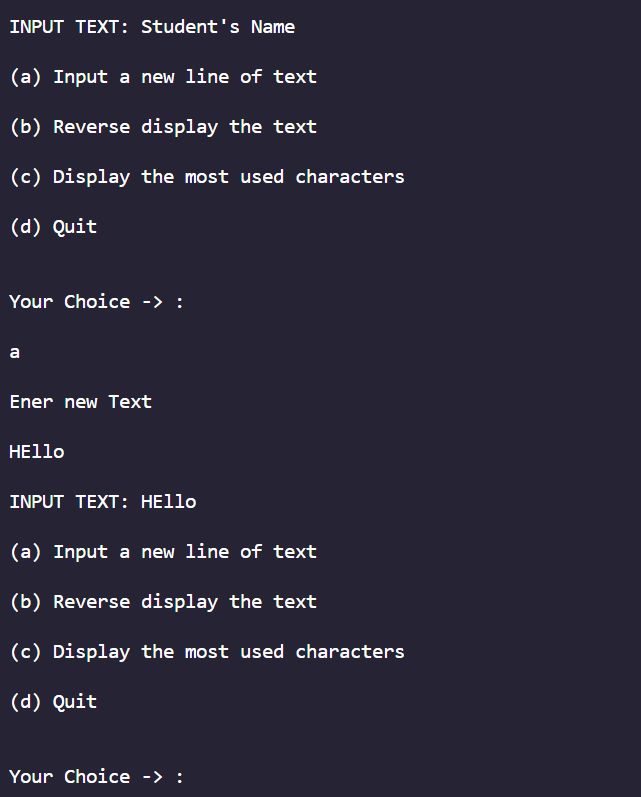 INPUT TEXT: Student's Name
(a) Input a new line of text
(b) Reverse display the text
(c) Display the most used characters
(d) Quit
Your Choice -> :
a
Ener new Text
HEllo
INPUT TEXT: HEllo
(a) Input a new line of text
(b) Reverse display the text
(c) Display the most used characters
(d) Quit
Your Choice -> :